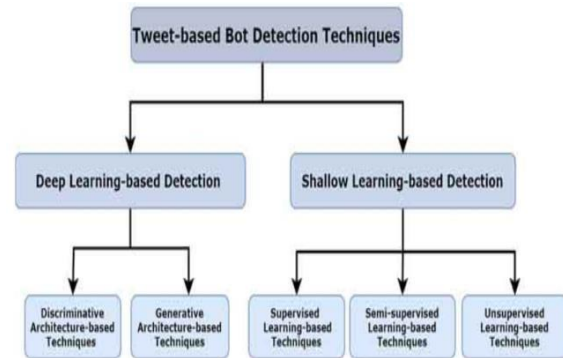 Tweet-based Bot Detection Techniques
Deep Learning-based Detection
Shallow Learning-based Detection
Discriminative
Architecture-based
Techniques
Generative
Architecture-based
Techniques
Supervised
Learning-based
Techniques
Semi-supervised
Learning-based
Techniques
Unsupervised
Learning-based
Techniques